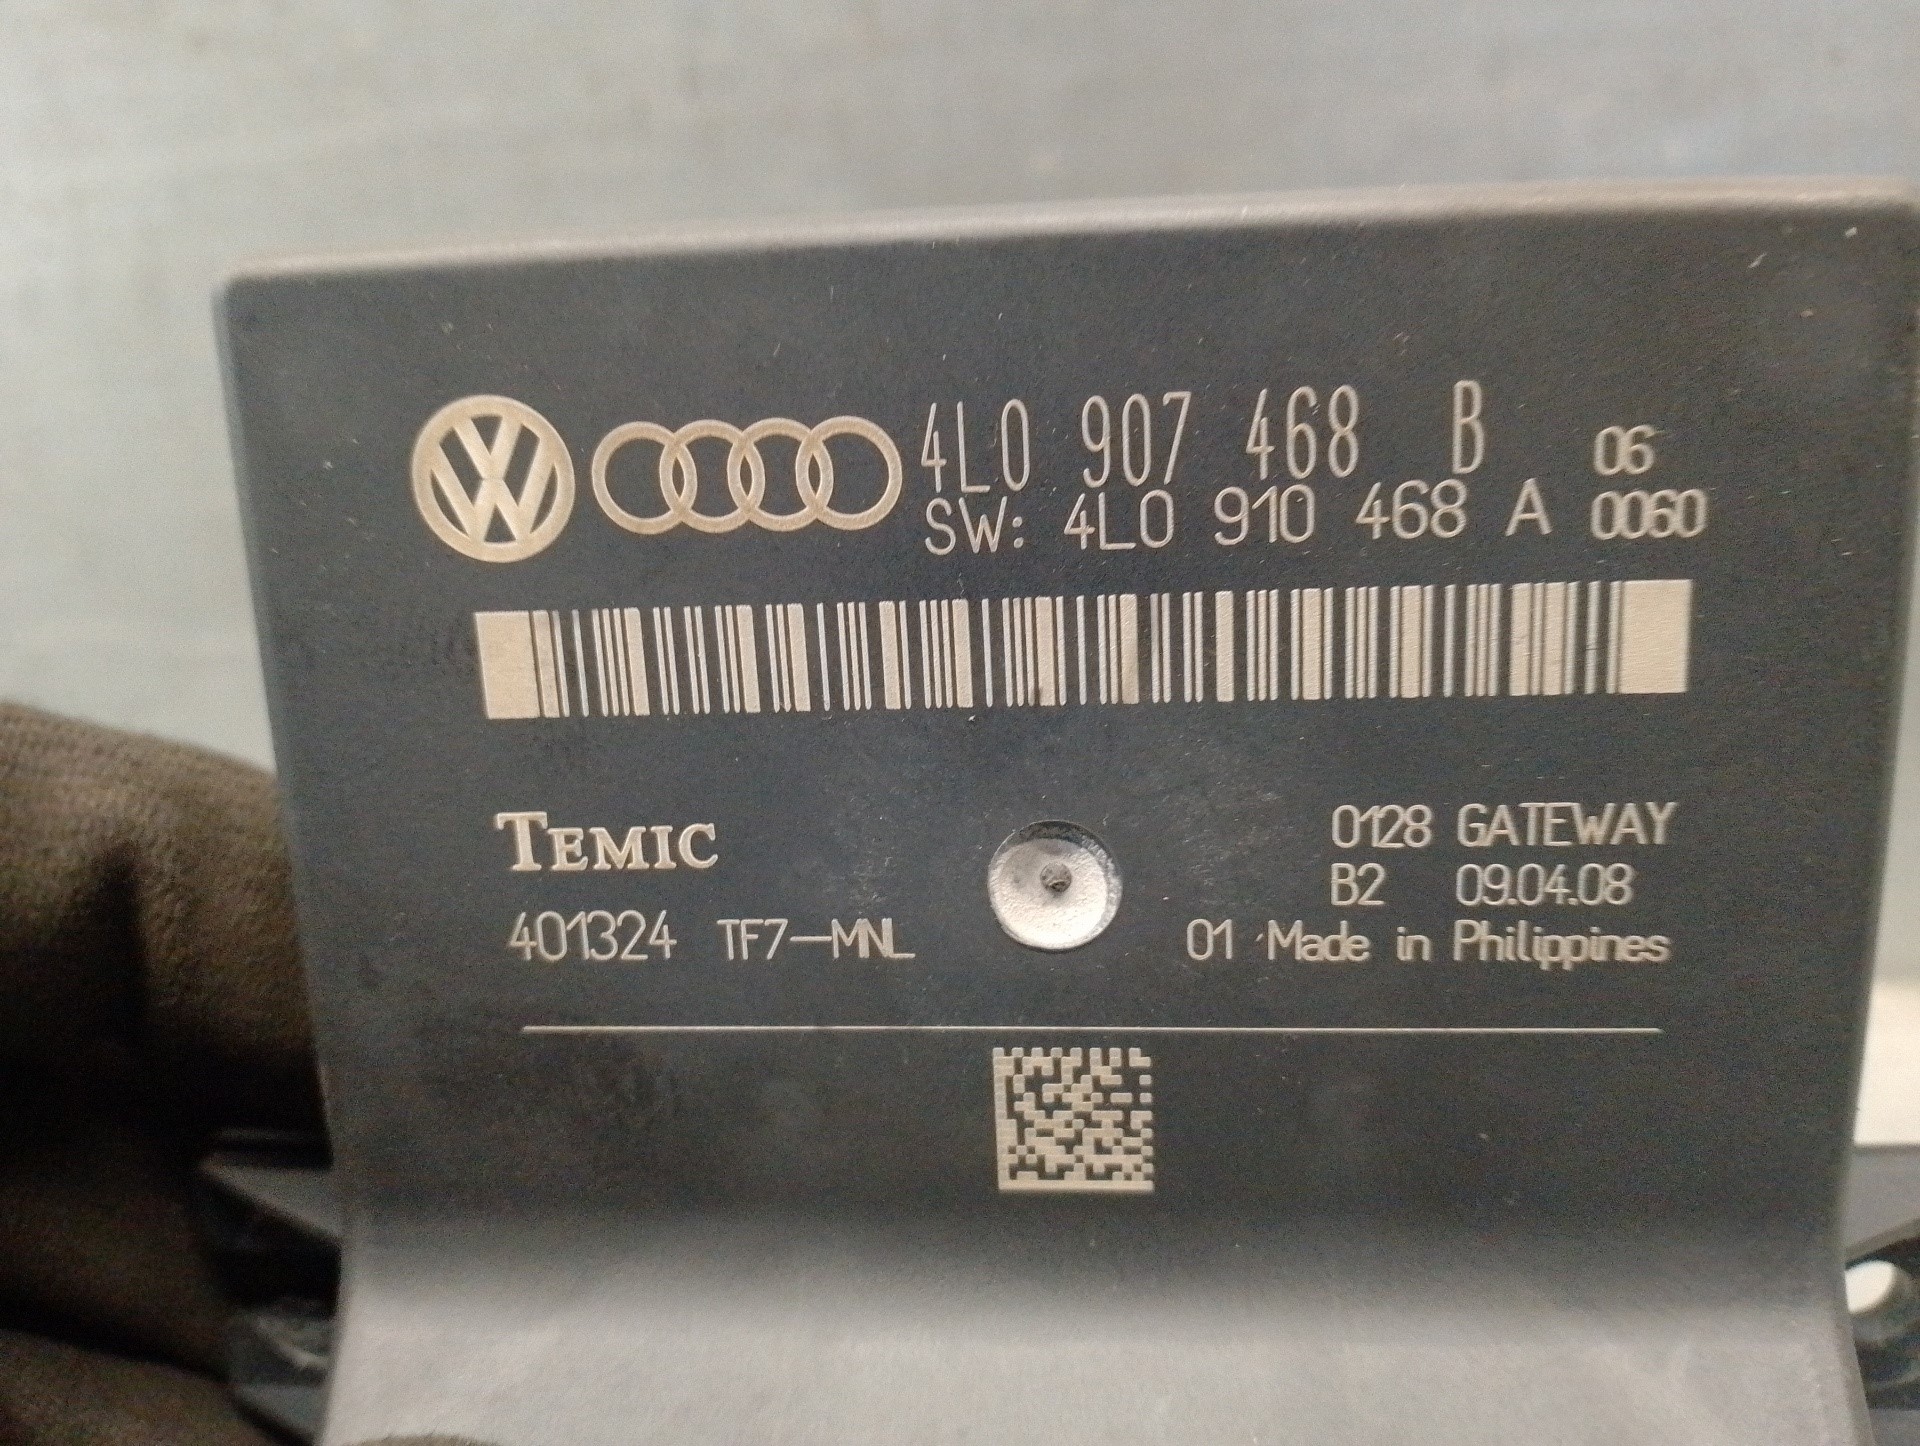 4L0 907 468 B 06
SW: 4L0 910 468 A 0060
TEMIC
0128 GATEWAY
B2 09.04.08
401324 TF7-MNL
01 Made in Philippines